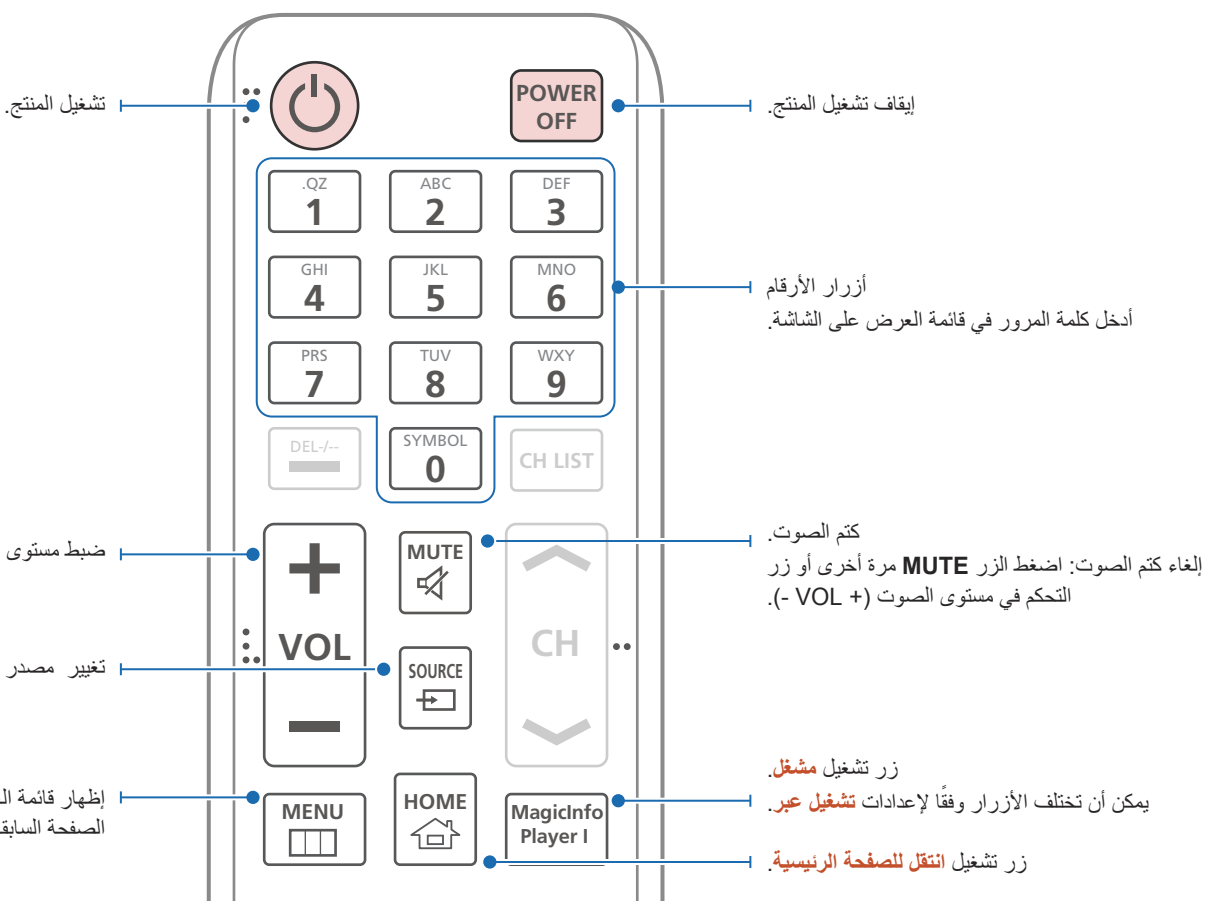 تشغيل المنتج.
POWER
OFF
إيقاف تشغيل المنتج.
.QZ
1
ABC
2
DEF
3
GHI
4
JKL
5
MNO
6
أزرار الأرقام
أدخل كلمة المرور في قائمة العرض على الشاشة.
PRS
7
TUV
8
WXY
9
DEL-/--
SYMBOL
0
CH LIST
ضبط مستوى
VOL
MUTE
كتم الصوت.
إلغاء كتم الصوت: اضغط الزر MUTE مرة أخرى أو زر
التحكم في مستوى الصوت (+ VOL -).
CH
تغيير مصدر
SOURCE
إظهار قائمة
الصفحة
MENU
HOME
MagicInfo
Player I
زر تشغيل مشغل.
يمكن أن تختلف الأزرار وفقًا لإعدادات تشغيل عبر.
زر تشغيل انتقل للصفحة الرئيسية.